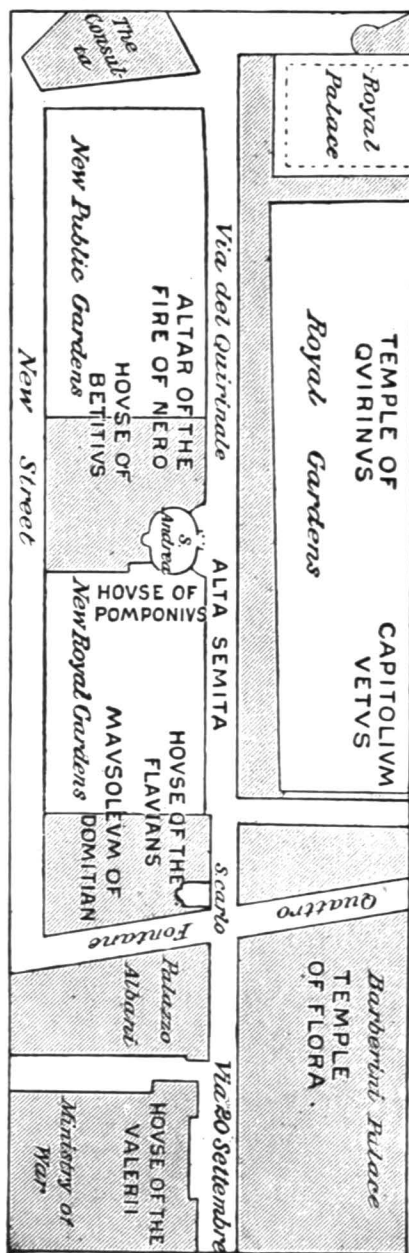 The
Consul-
ta
Royal
Palace
New Public Gardens
Via del Quirinale
ALTAR OF THE
FIRE OF NERO
HOVSE OF
BETITIVS
TEMPLE OF
QVIRINVS
Royal Gardens
New Street
S. Andrea
HOVSE OF
POMPONIVS
ALTA SEMITA
CAPITOLIVM
VETVS
New Royal Gardens
HOVSE OF THE
FLAVIANS
MAVSOLEVM OF
DOMITIAN
S. Carlo
Quattro
Fontane
Palazzo
Albani
Barberini Palace
TEMPLE
OF FLORA.
Via 20 Settembre
HOVSE OF THE
VALERII
Ministry of
War